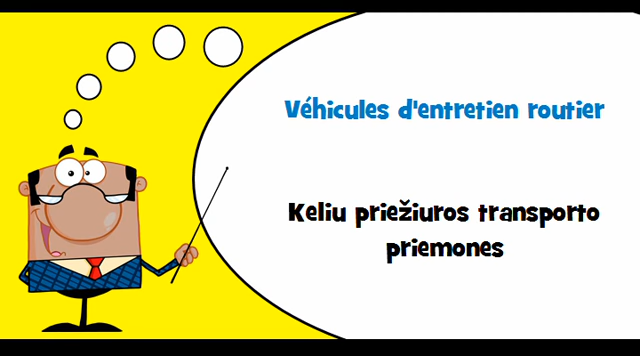 Véhicules d'entretien routier
Keliu priežiuros transporto
priemones